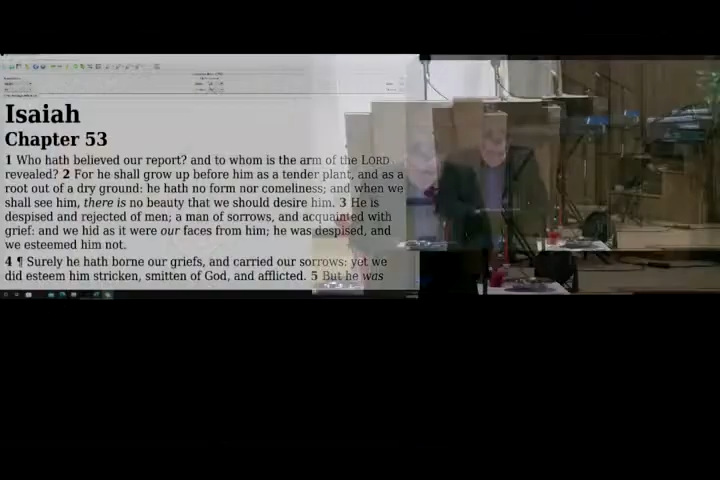 Isaiah
Chapter 53
1 Who hath believed our report? and to whom is the arm of the LORD
revealed? 2 For he shall grow up before him as a tender plant, and as a
root out of a dry ground: he hath no form nor comeliness; and when we
shall see him, there is no beauty that we should desire him. 3 He is
despised and rejected of men; a man of sorrows, and acquainted with
grief: and we hid as it were our faces from him; he was despised, and
we esteemed him not.
4 ¶ Surely he hath borne our griefs, and carried our sorrows: yet we
did esteem him stricken, smitten of God, and afflicted. 5 But he was